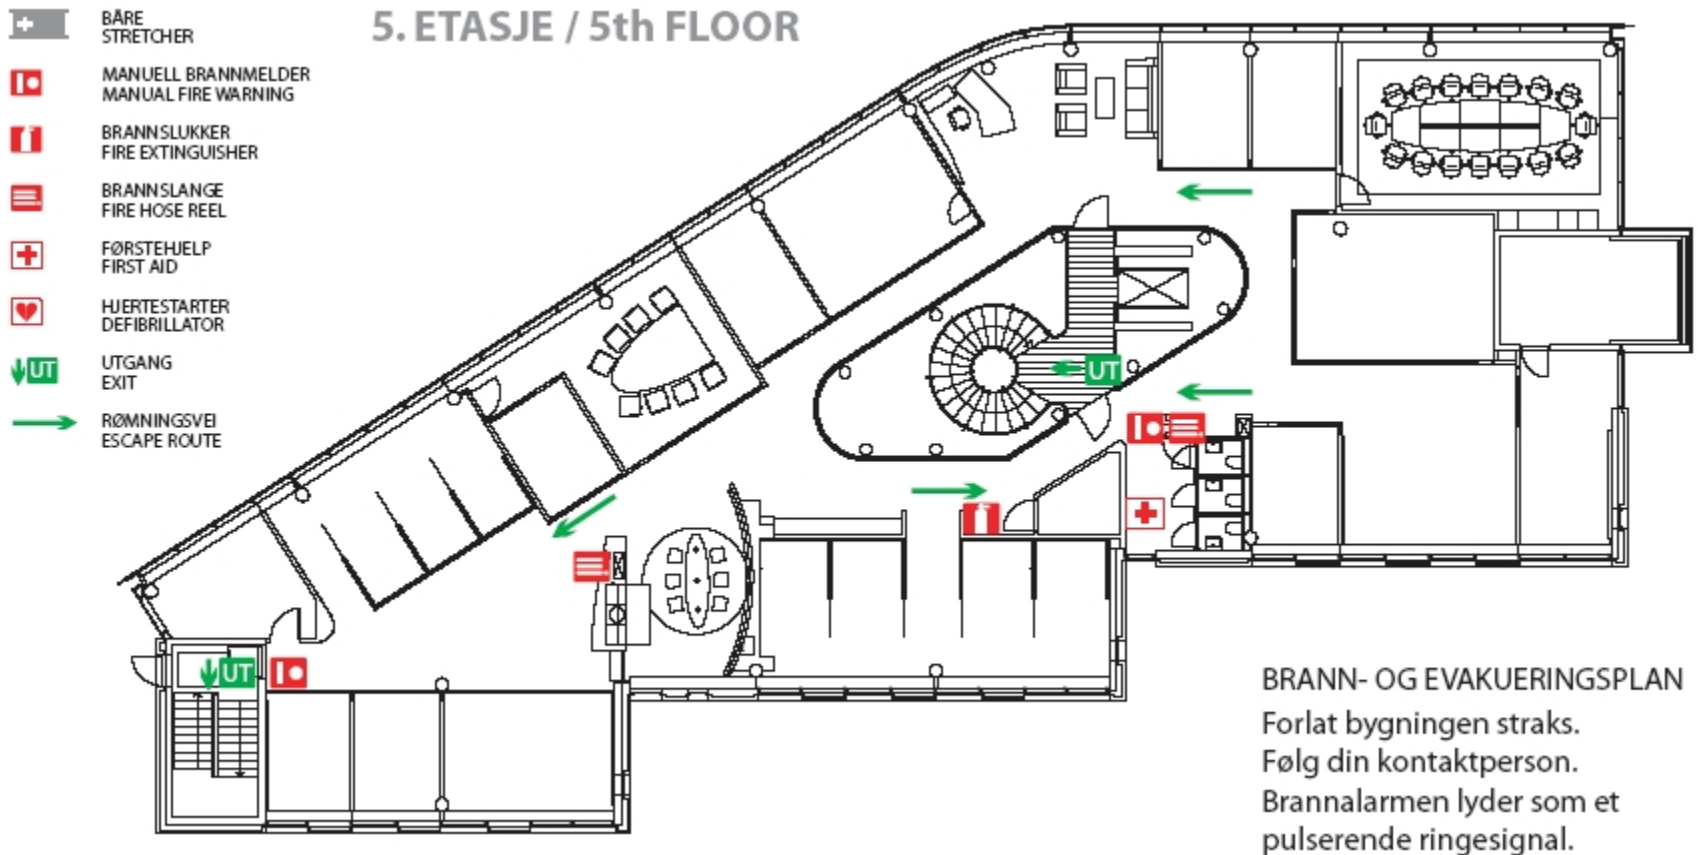 5. ETASJE / 5th FLOOR
BÅRE
STRETCHER
MANUELL BRANNMELDER
MANUAL FIRE WARNING
BRANNSLUKKER
FIRE EXTINGUISHER
BRANNSLANGE
FIRE HOSE REEL
FØRSTEHJELP
FIRST AID
HJERTESTARTER
DEFIBRILLATOR
UT
UTGANG
EXIT
RØMNINGSVEI
ESCAPE ROUTE
UT
UT
BRANN- OG EVAKUERINGSPLAN
Forlat bygningen straks.
Følg din kontaktperson.
Brannalarmen lyder som et
pulserende ringesignal.